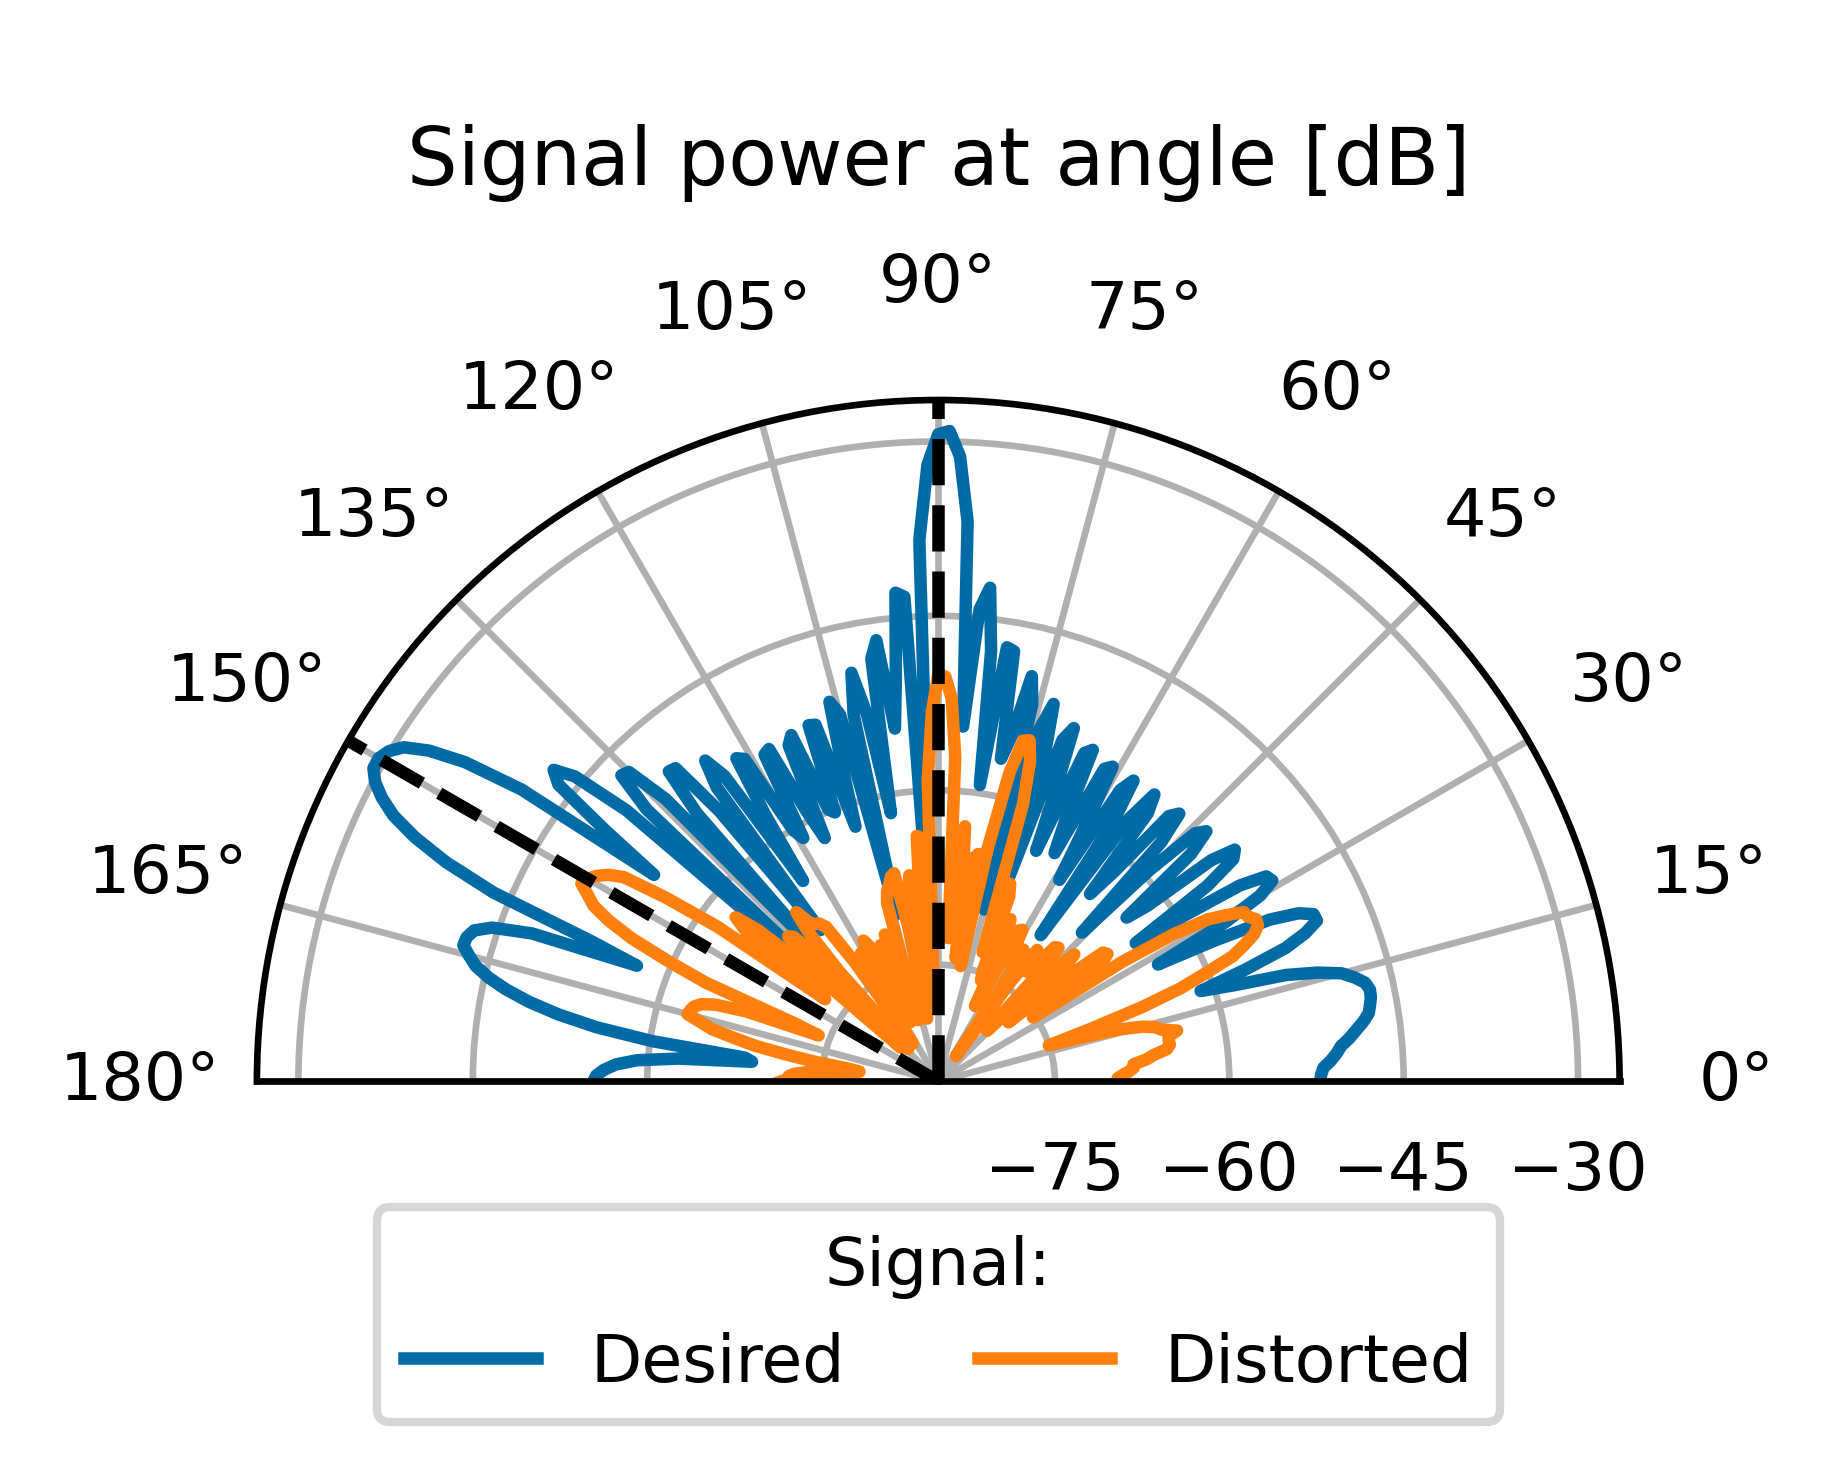 Signal power at angle [dB]
90°
105° 75°
120° 60°
135° 45°
150° 30°
165° 15°
180° 0°
−75 −60 −45 −30
Signal:
Desired Distorted